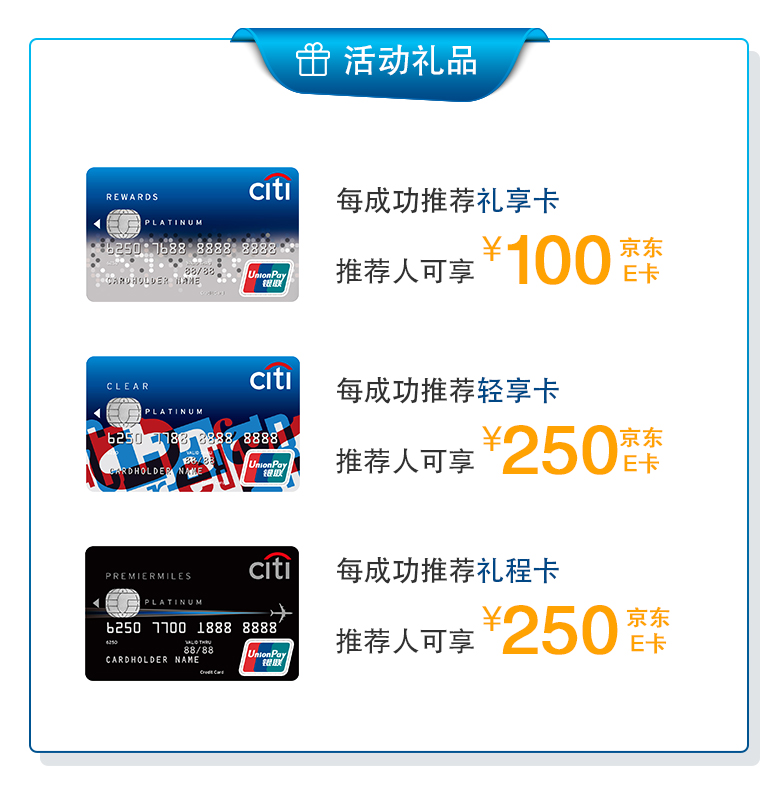 活动礼品
REWARDS
citi
PLATINUM
6250 7688 8888 8888
88/88
CARDHOLDER NAME
UnionPay
银联
每成功推荐礼享卡
推荐人可享 ¥100 京东
E卡
CLEAR
citi
PLATINUM
6250 7788 8888 8888
88/88
CARDHOLDER NAME
UnionPay
银联
每成功推荐轻享卡
推荐人可享 ¥250 京东
E卡
PREMIERMILES
citi
PLATINUM
6250 7700 1888 8888
6250
VALID THRU
88/88
CARDHOLDER NAME
Credit Card
UnionPay
银联
每成功推荐礼程卡
推荐人可享 ¥250 京东
E卡